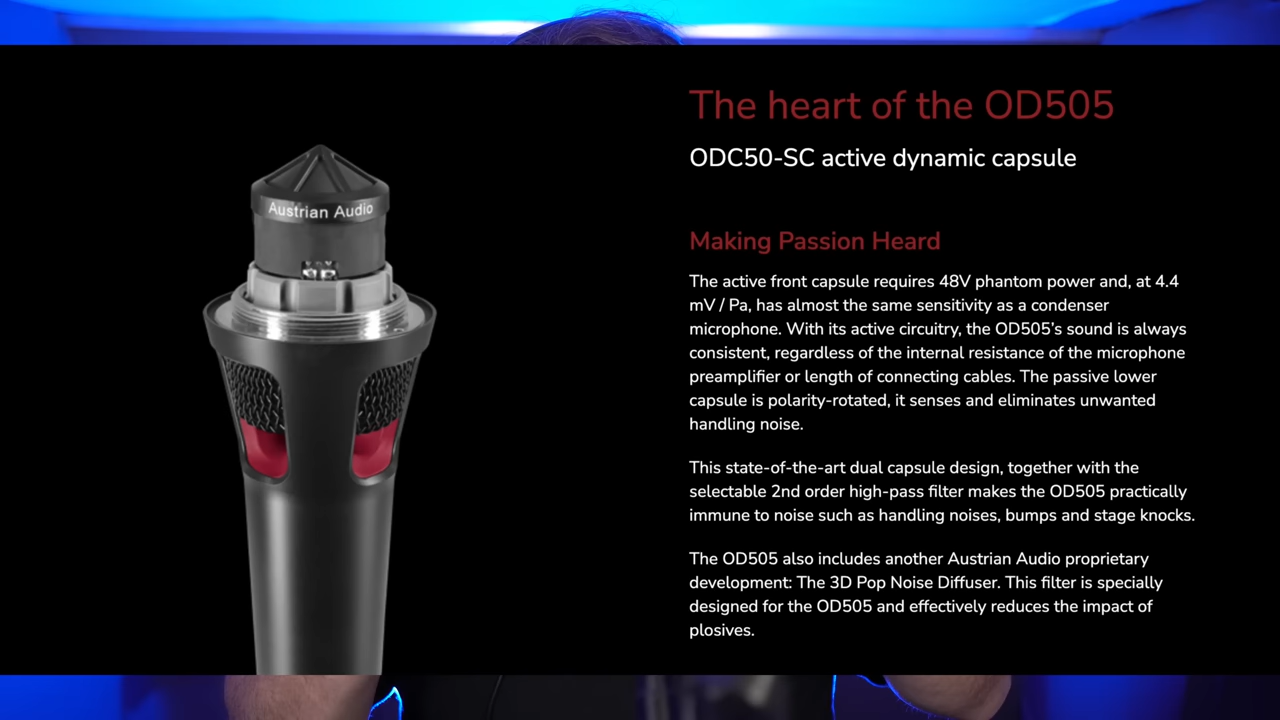 Austrian Audio
The heart of the OD505
ODC50-SC active dynamic capsule
Making Passion Heard
The active front capsule requires 48V phantom power and, at 4.4
mV / Pa, has almost the same sensitivity as a condenser
microphone. With its active circuitry, the OD505’s sound is always
consistent, regardless of the internal resistance of the microphone
preamplifier or length of connecting cables. The passive lower
capsule is polarity-rotated, it senses and eliminates unwanted
handling noise.
This state-of-the-art dual capsule design, together with the
selectable 2nd order high-pass filter makes the OD505 practically
immune to noise such as handling noises, bumps and stage knocks.
The OD505 also includes another Austrian Audio proprietary
development: The 3D Pop Noise Diffuser. This filter is specially
designed for the OD505 and effectively reduces the impact of
plosives.